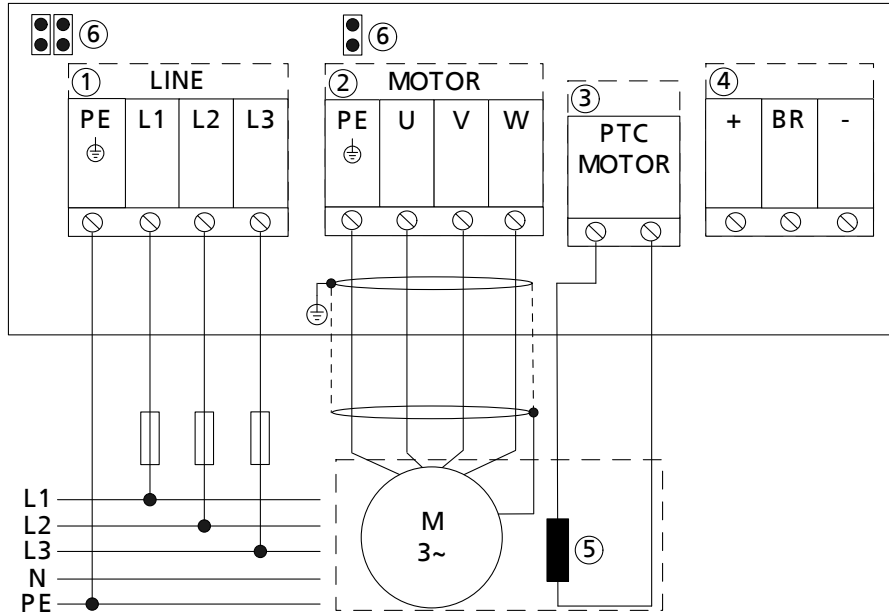 ⑥ ⑥
① LINE
PE L1 L2 L3
② MOTOR
PE U V W
③
PTC
MOTOR
④
+ BR -
L1
L2
L3
N
PE
M
3~
⑤